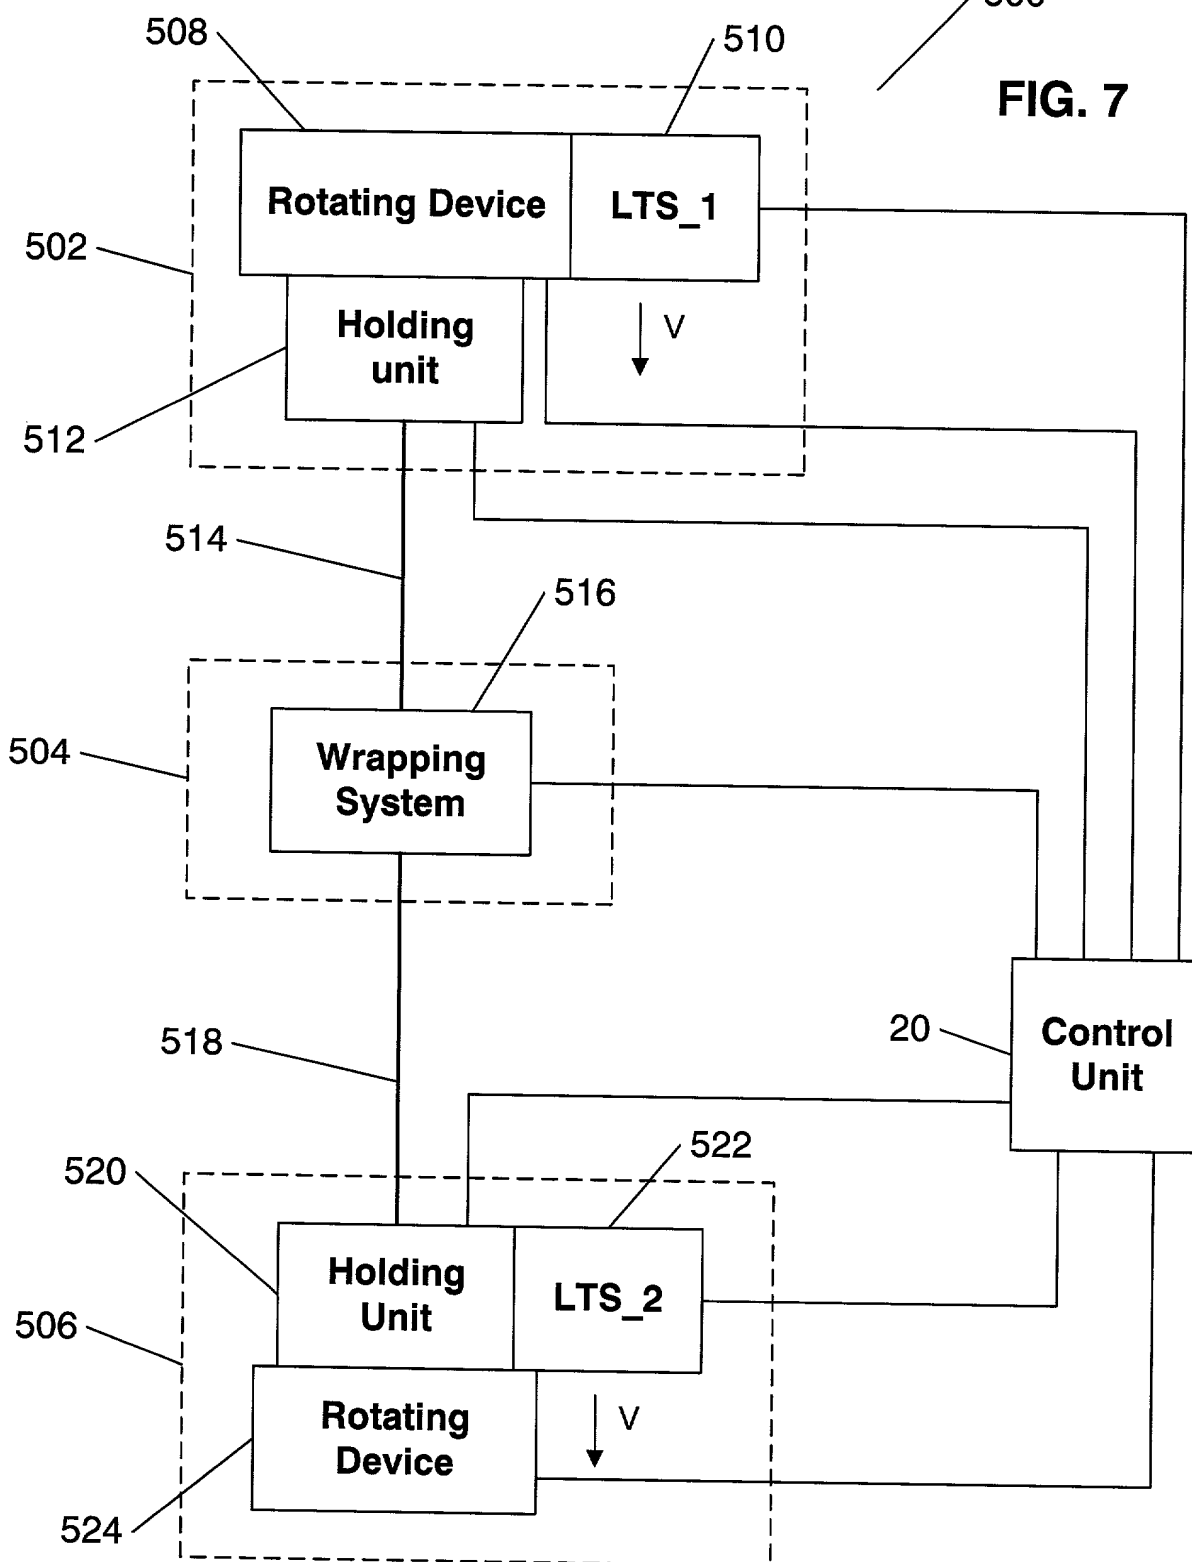 508
510
FIG. 7
Rotating Device
LTS_1
502
Holding
unit
V
512
514
516
504
Wrapping
System
518
20
Control
Unit
522
520
Holding
Unit
LTS_2
506
Rotating
Device
V
524